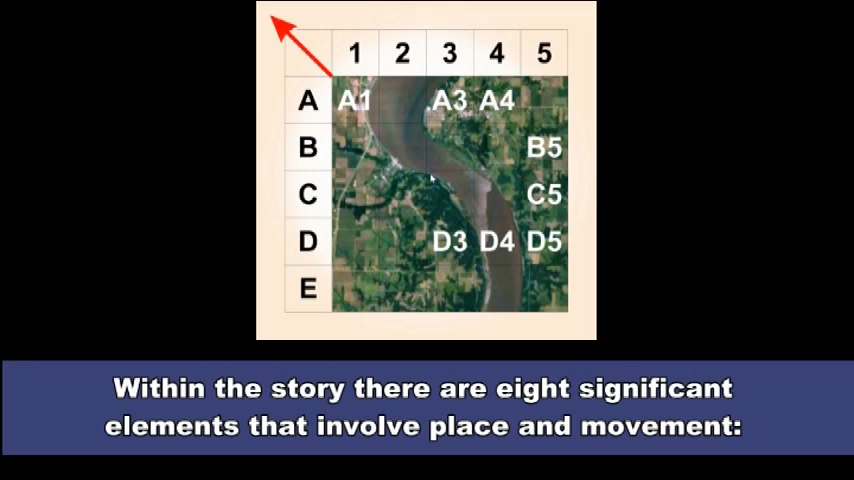 1 2 3 4 5
A A1 A3 A4
B B5
C C5
D D3 D4 D5
E
Within the story there are eight significant
elements that involve place and movement: